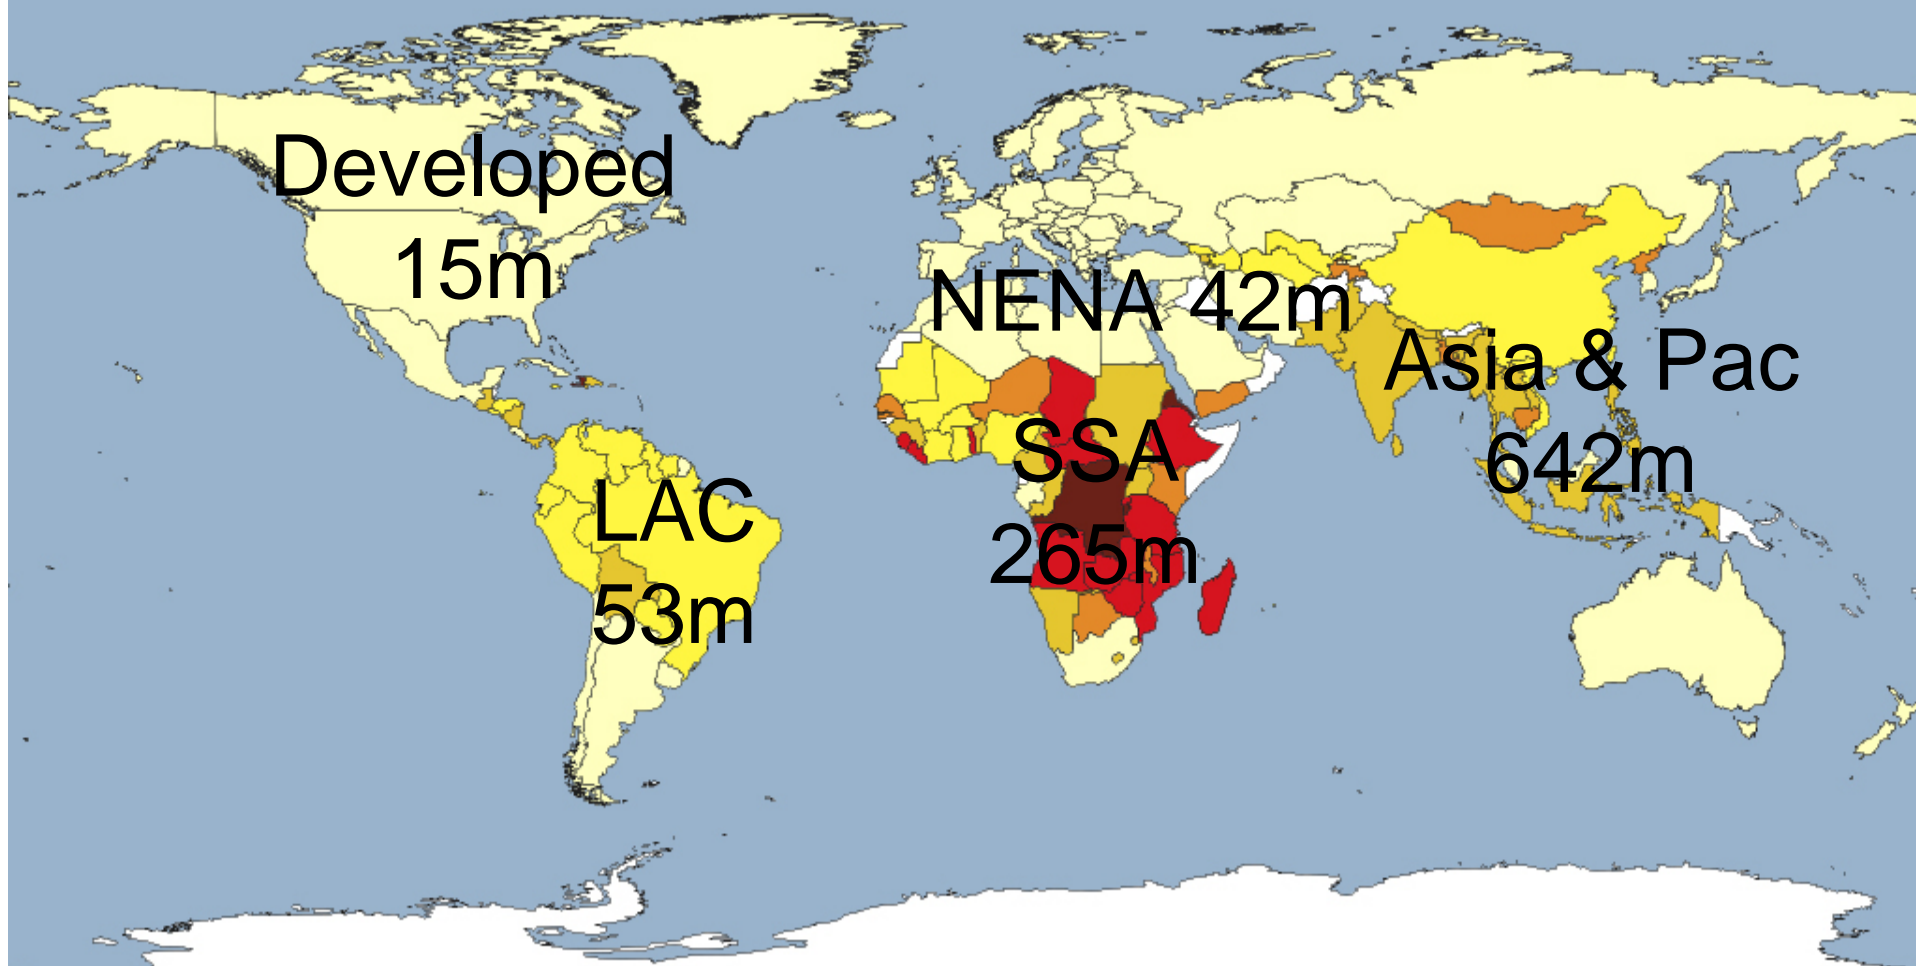 Developed
15m
NENA 42m
Asia & Pac
642m
SSA
265m
LAC
53m